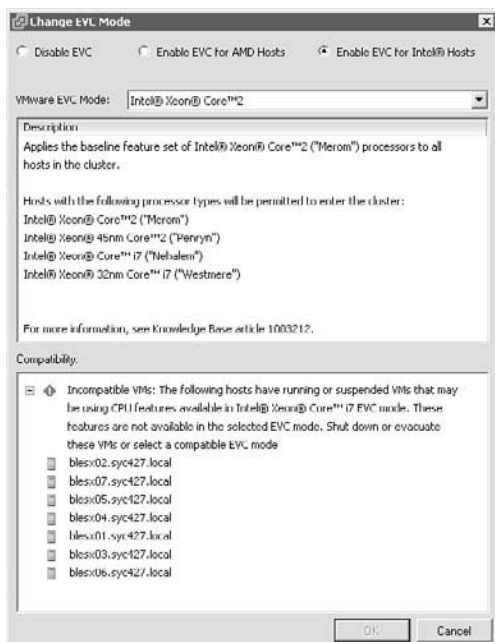 Change EVC Mode
Disable EVC
Enable EVC for AMD Hosts
Enable EVC for Intel® Hosts
VMware EVC Mode:
Intel® Xeon® Core™2
Description
Applies the baseline feature set of Intel® Xeon® Core™2 ("Merom") processors to all
hosts in the cluster.
Hosts with the following processor types will be permitted to enter the cluster:
Intel® Xeon® Core™2 ("Merom")
Intel® Xeon® 45nm Core™2 ("Penryn")
Intel® Xeon® Core™ i7 ("Nehalem")
Intel® Xeon® 32nm Core™ i7 ("Westmere")
For more information, see Knowledge Base article 1003212.
Compatibility:
Incompatible VMs: The following hosts have running or suspended VMs that may
be using CPU features available in Intel® Xeon® Core™ i7 EVC mode. These
features are not available in the selected EVC mode. Shut down or evacuate
these VMs or select a compatible EVC mode
blesx02.syc427.local
blesx07.syc427.local
blesx05.syc427.local
blesx04.syc427.local
blesx01.syc427.local
blesx03.syc427.local
blesx06.syc427.local
OK
Cancel